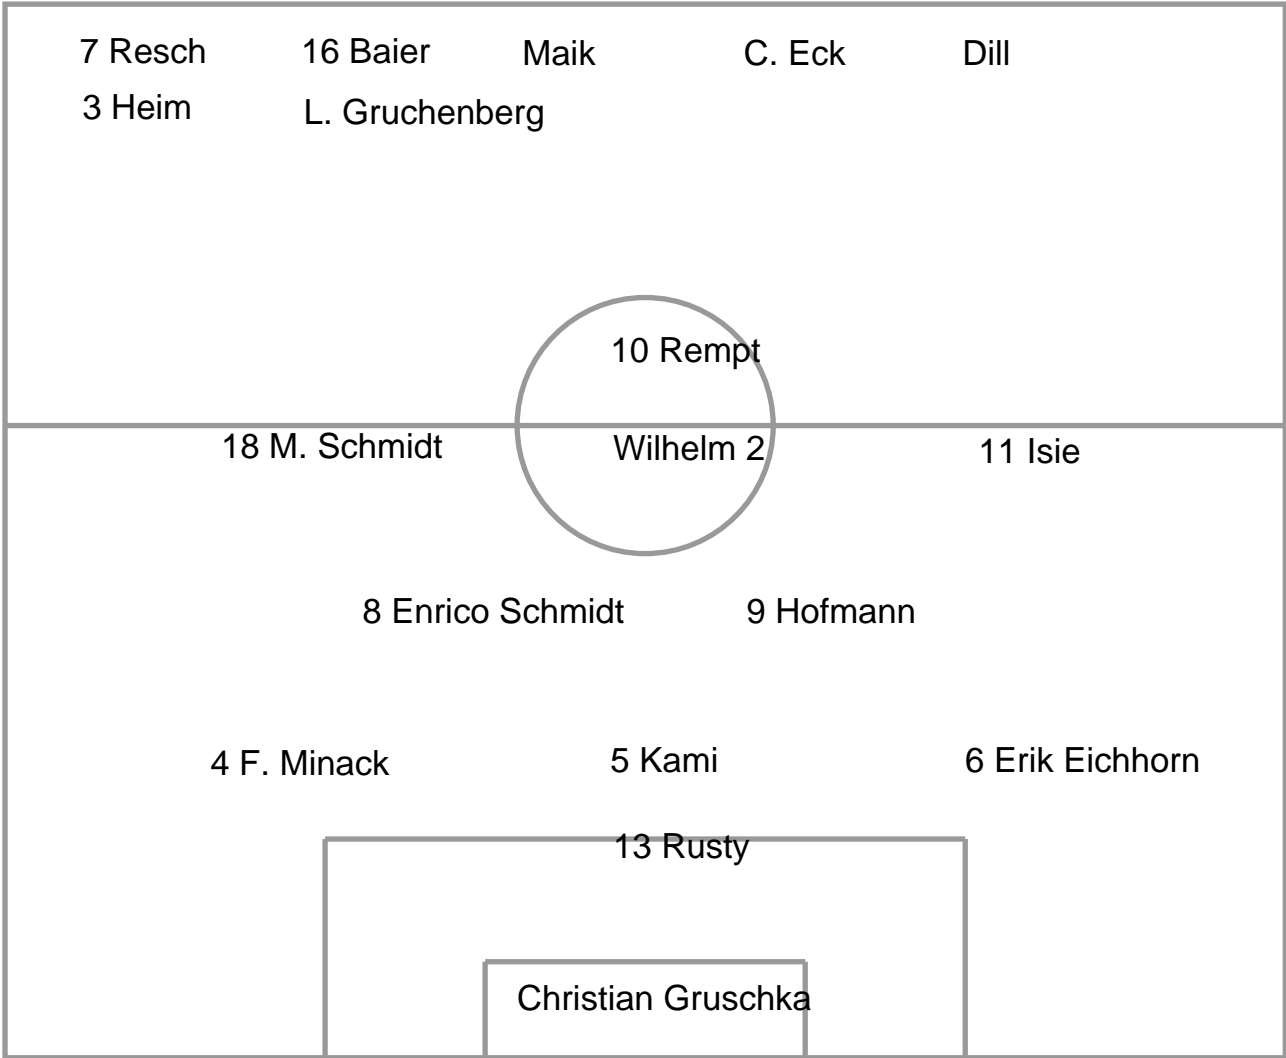 7 Resch 16 Baier Maik C. Eck Dill
3 Heim L. Gruchenberg
10 Rempt
18 M. Schmidt Wilhelm 2 11 Isie
8 Enrico Schmidt 9 Hofmann
4 F. Minack 5 Kami 6 Erik Eichhorn
13 Rusty
Christian Gruschka